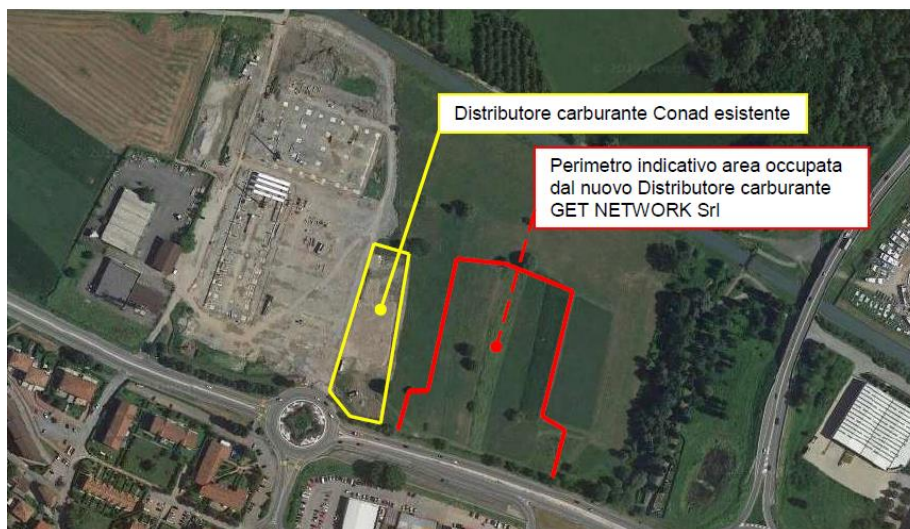 Distributore carburante Conad esistente
Perimetro indicativo area occupata
dal nuovo Distributore carburante
GET NETWORK Srl